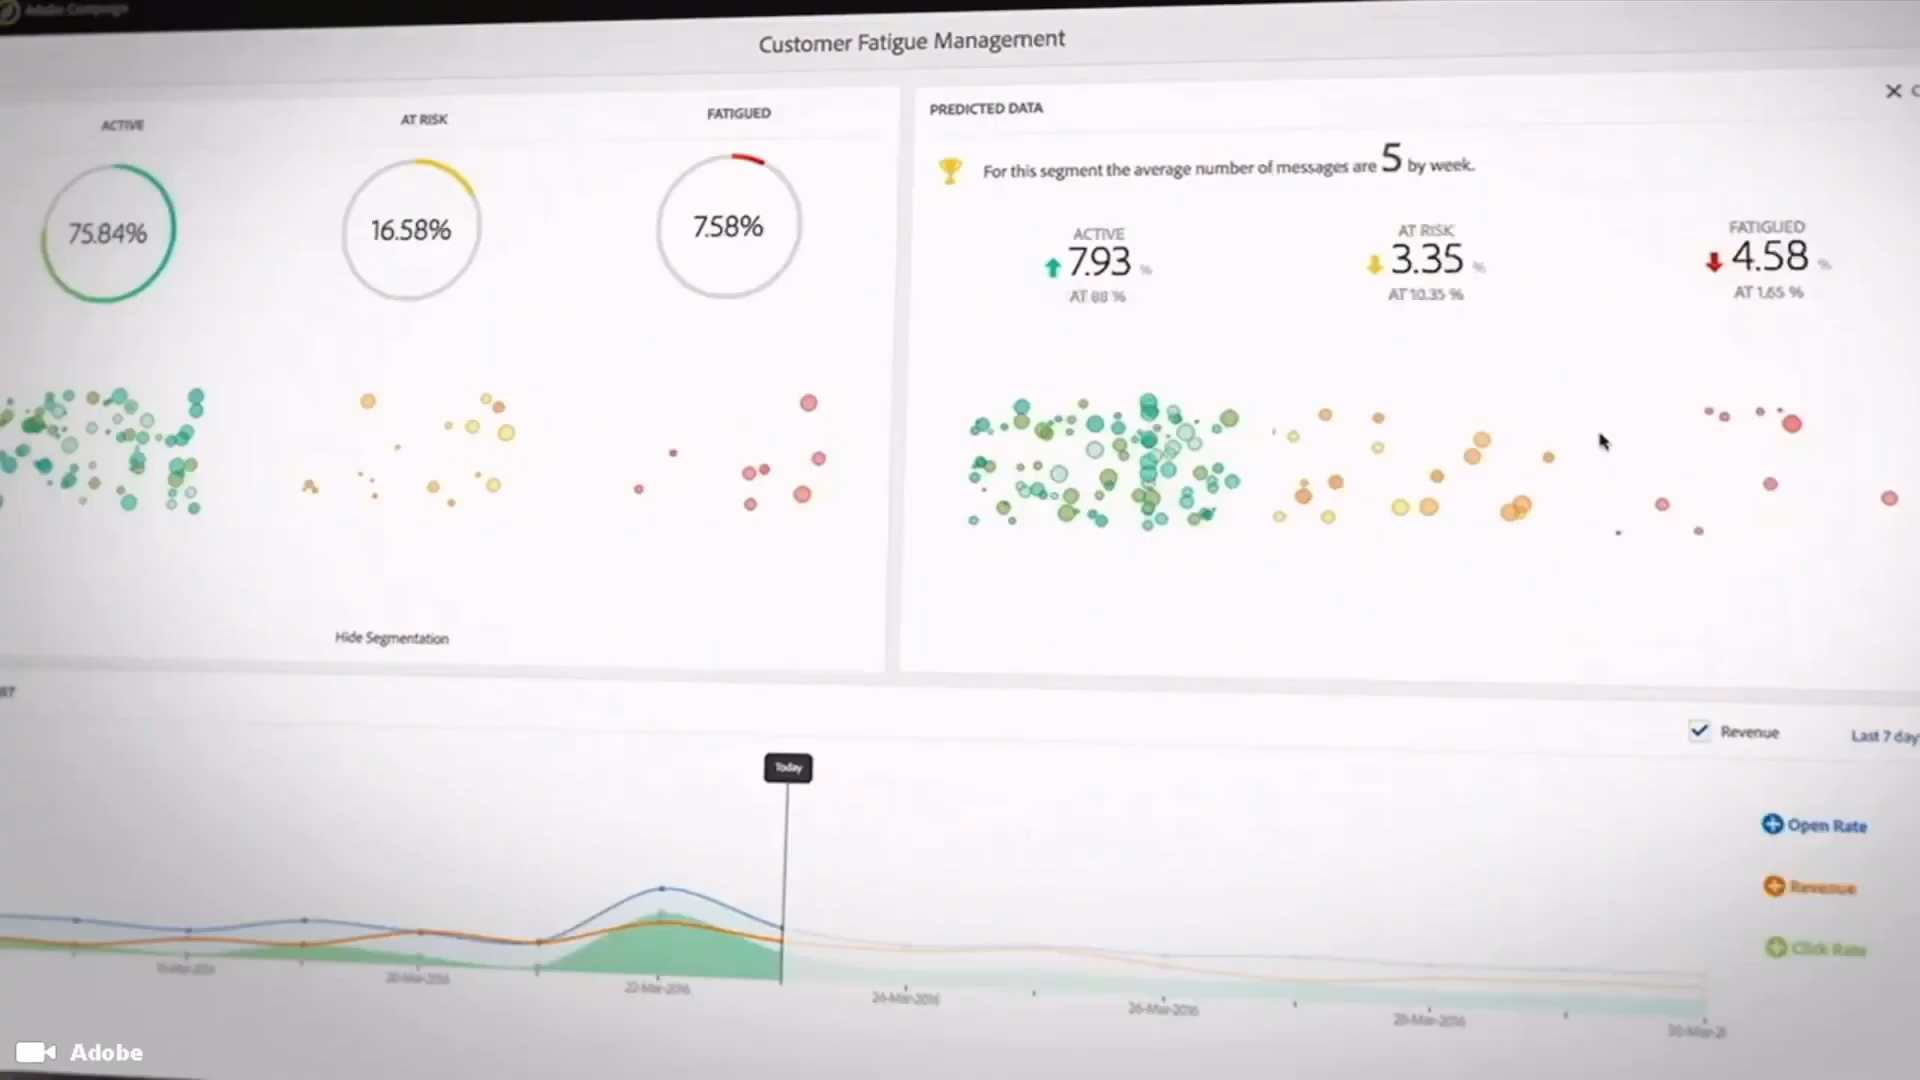 Adobe Campaign
Customer Fatigue Management
ACTIVE
AT RISK
FATIGUED
75.84%
16.58%
7.58%
Hide Segmentation
PREDICTED DATA
For this segment the average number of messages are 5 by week.
ACTIVE
7.93 %
AT 88 %
AT RISK
3.35 %
AT 10.35 %
FATIGUED
4.58 %
AT 1.65 %
Revenue
Last 7 day
Today
Open Rate
Revenue
Click Rate
20-Mar-2016
22-Mar-2016
24-Mar-2016
26-Mar-2016
28-Mar-2016
30-Mar-2
Adobe